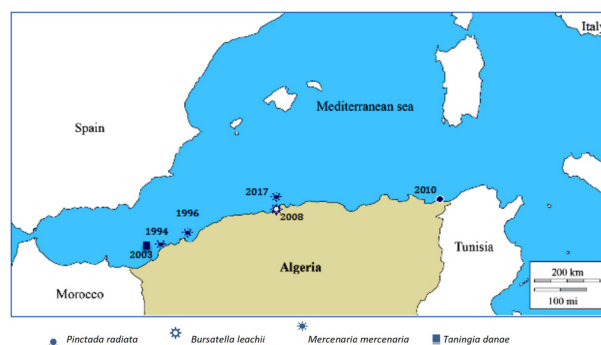 Italy
Mediterranean sea
Spain
2017
2010
1996
2008
1994
2003
Tunisia
Algeria
200 km
Morocco
100 mi
Pinctada radiata Bursatella leachii Mercenaria mercenaria Taningia danae